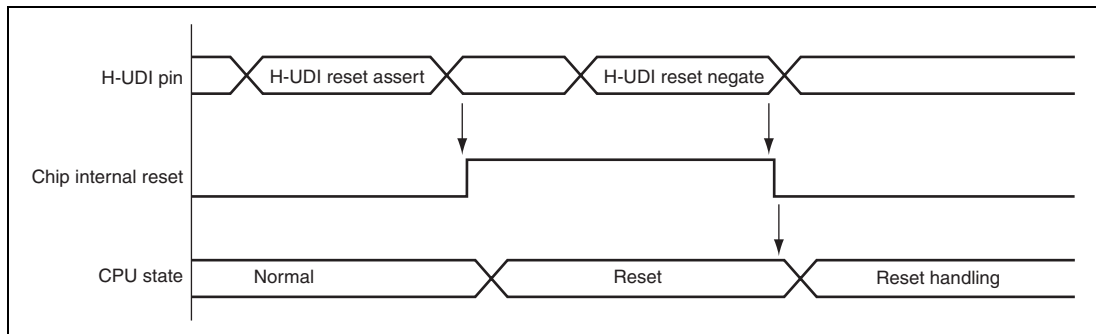 H-UDI pin
H-UDI reset assert
H-UDI reset negate
Chip internal reset
CPU state
Normal
Reset
Reset handling